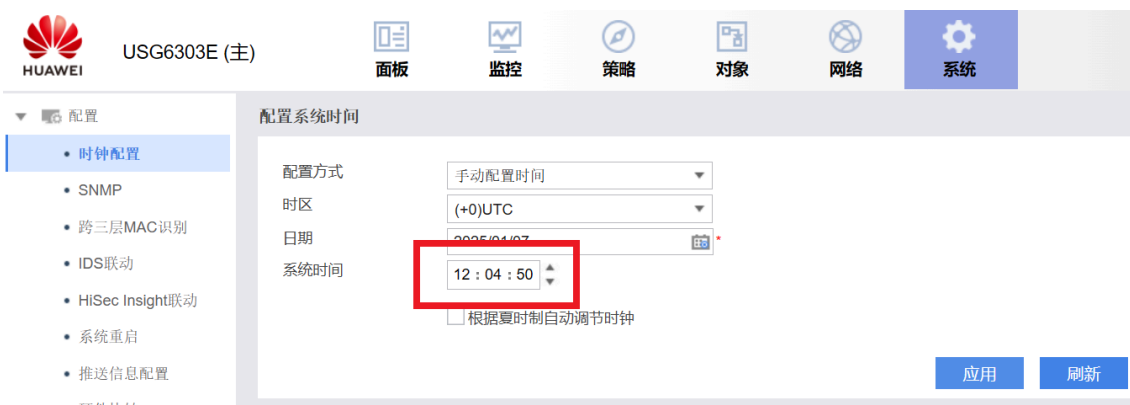 HUAWEI
USG6303E (主)
面板
监控
策略
对象
网络
系统
配置
时钟配置
SNMP
跨三层MAC识别
IDS联动
HiSec Insight联动
系统重启
推送信息配置
配置系统时间
配置方式 手动配置时间
时区 (+0)UTC
日期 2025/01/07 *
系统时间 12 : 04 : 50
根据夏时制自动调节时钟
应用 刷新